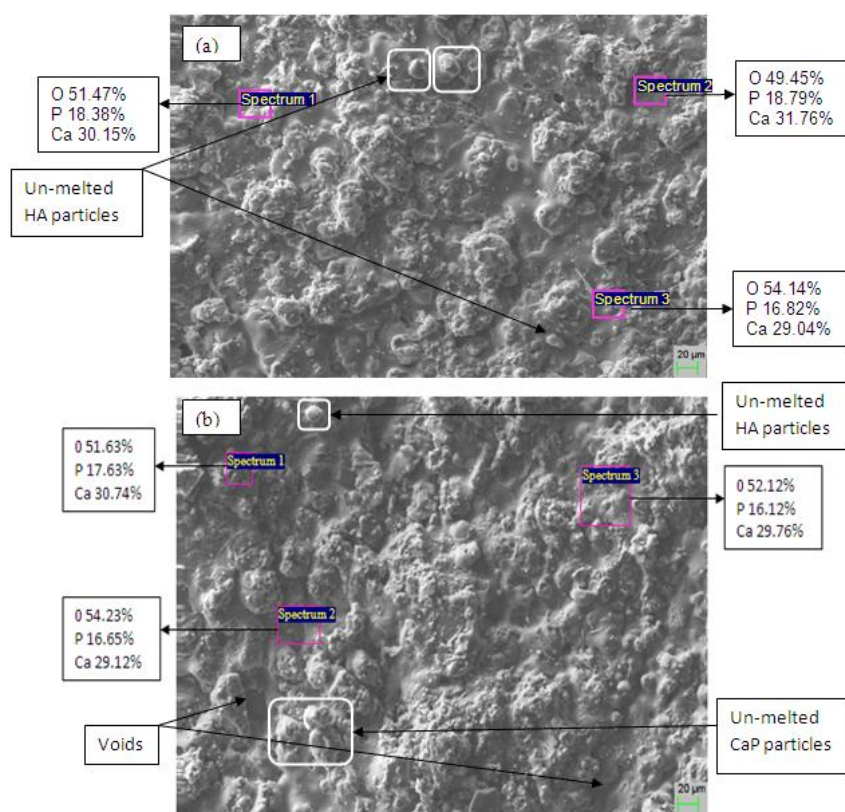 (a)
O 51.47%
P 18.38%
Ca 30.15%
Spectrum 1
Spectrum 2
O 49.45%
P 18.79%
Ca 31.76%
Un-melted
HA particles
Spectrum 3
O 54.14%
P 16.82%
Ca 29.04%
20 μm
(b)
Un-melted
HA particles
0 51.63%
P 17.63%
Ca 30.74%
Spectrum 1
Spectrum 3
0 52.12%
P 16.12%
Ca 29.76%
0 54.23%
P 16.65%
Ca 29.12%
Spectrum 2
Voids
Un-melted
CaP particles
20 μm